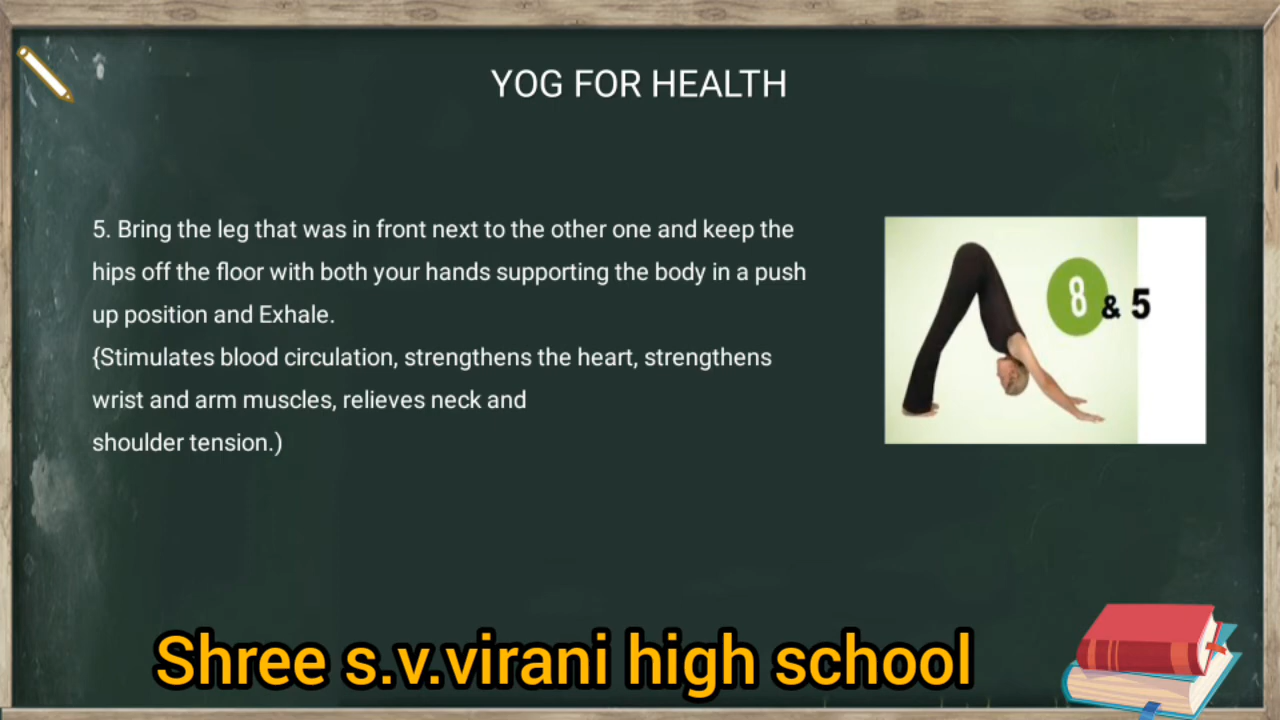 YOG FOR HEALTH
5. Bring the leg that was in front next to the other one and keep the
hips off the floor with both your hands supporting the body in a push
up position and Exhale.
{Stimulates blood circulation, strengthens the heart, strengthens
wrist and arm muscles, relieves neck and
shoulder tension.)
8 & 5
Shree s.v.virani high school